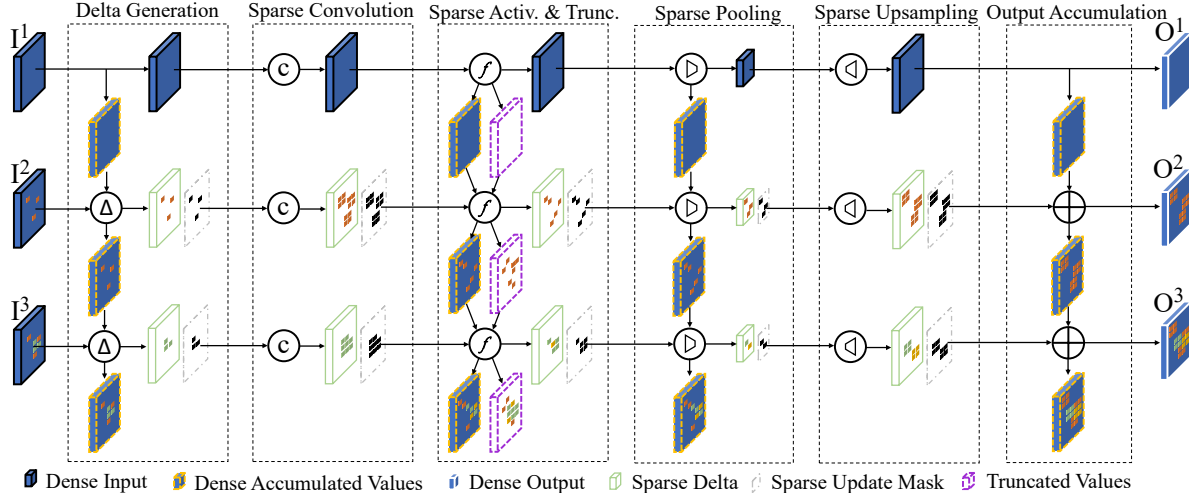 Delta Generation
Sparse Convolution
Sparse Activ. & Trunc.
Sparse Pooling
Sparse Upsampling
Output Accumulation
I1
c
f
O1
I2
Δ
c
f
O2
I3
Δ
c
f
O3
Dense Input
Dense Accumulated Values
Dense Output
Sparse Delta
Sparse Update Mask
Truncated Values